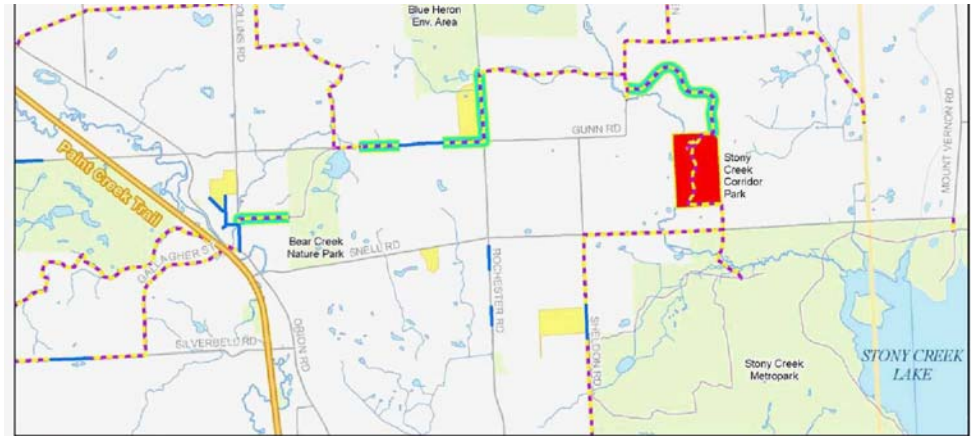 Blue Heron
Env. Area
COLLINS RD
GUNN RD
MOUNT VERNON RD
Stony
Creek
Corridor
Park
Paint Creek Trail
Bear Creek
Nature Park
SNELL RD
GALLAGHER ST
ROCHESTER RD
ORION RD
SILVERBELL RD
SHELDON RD
Stony Creek
Metropark
STONY CREEK
LAKE